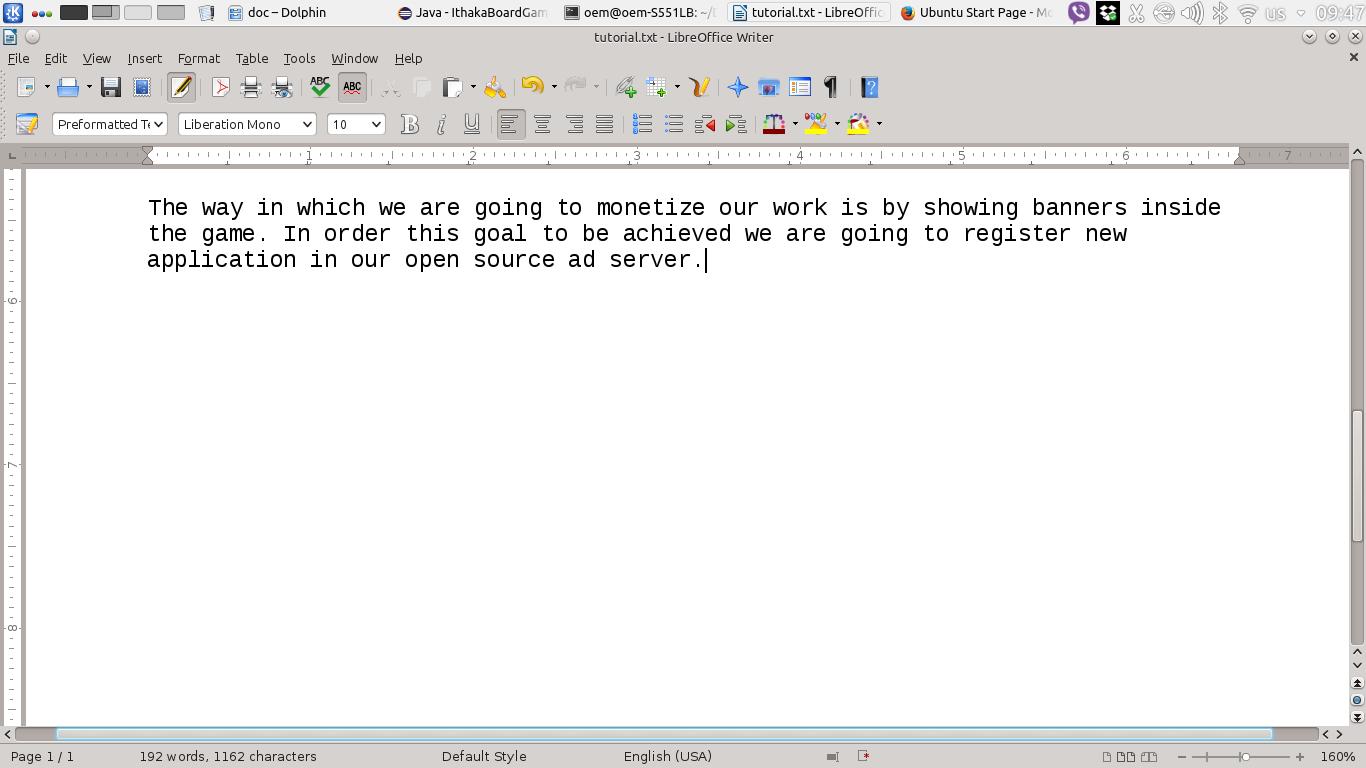 doc – Dolphin
Java - IthakaBoardGam
oem@oem-S551LB: ~/t
tutorial.txt - LibreOffic
Ubuntu Start Page - Mo
us
09:47
tutorial.txt - LibreOffice Writer
File Edit View Insert Format Table Tools Window Help
ABC
ABC
Preformatted Te
Liberation Mono
10
1 2 3 4 5 6 7
The way in which we are going to monetize our work is by showing banners inside
the game. In order this goal to be achieved we are going to register new
application in our open source ad server.
6
7
8
Page 1 / 1
192 words, 1162 characters
Default Style
English (USA)
160%